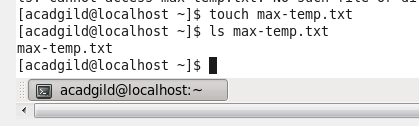 ls: cannot access max-temp.txt: No such file or di
[acadgild@localhost ~]$ touch max-temp.txt
[acadgild@localhost ~]$ ls max-temp.txt
max-temp.txt
[acadgild@localhost ~]$
acadgild@localhost:~